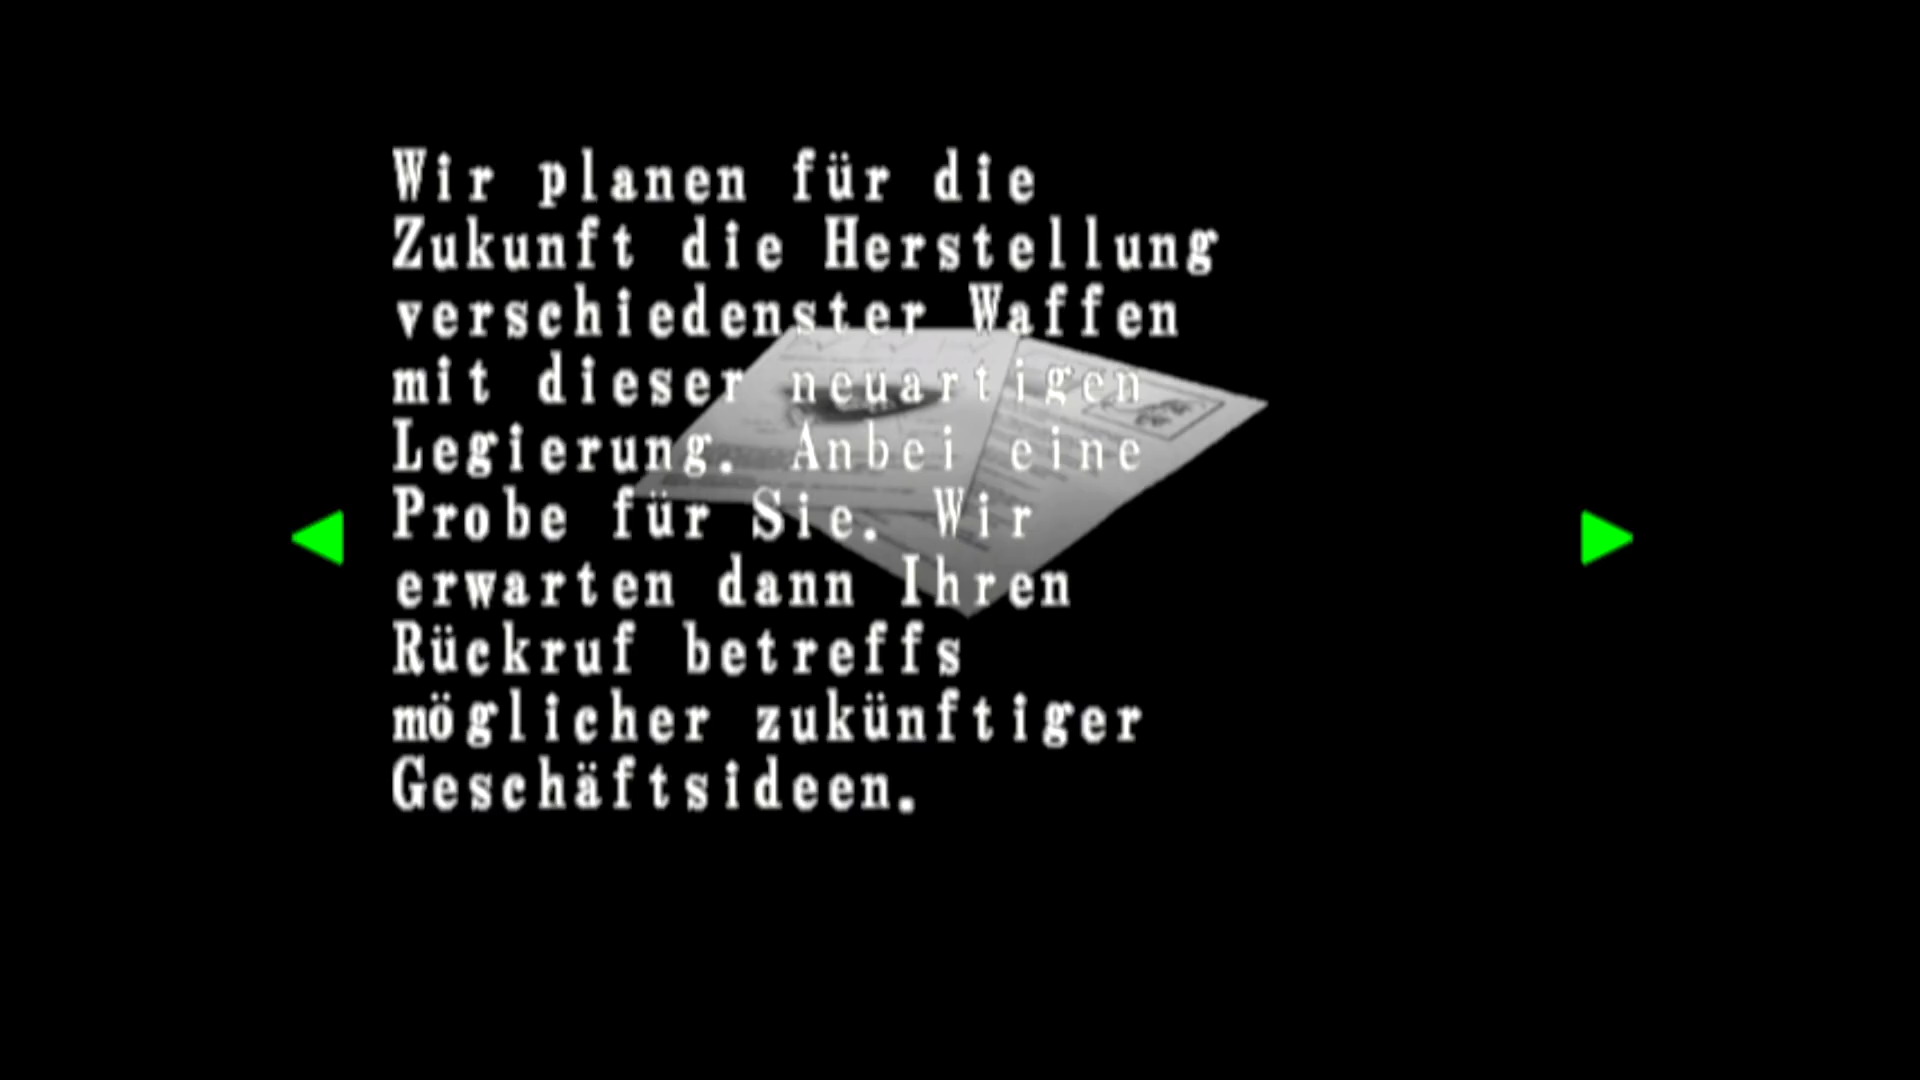 Wir planen für die
Zukunft die Herstellung
verschiedenster Waffen
mit dieser neuartigen
Legierung. Anbei eine
Probe für Sie. Wir
erwarten dann Ihren
Rückruf betreffs
möglicher zukünftiger
Geschäftsideen.